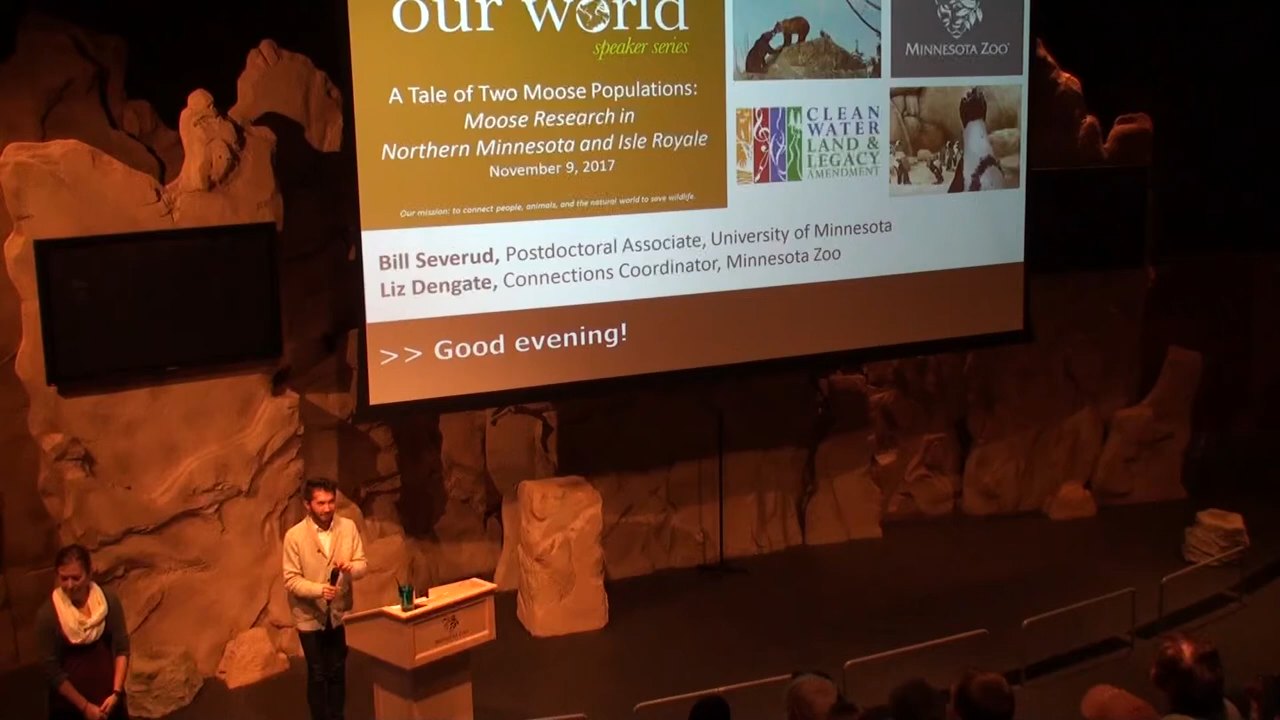 our world
speaker series
A Tale of Two Moose Populations:
Moose Research in
Northern Minnesota and Isle Royale
November 9, 2017
Our mission: to connect people, animals, and the natural world to save wildlife.
MINNESOTA ZOO
CLEAN
WATER
LAND &
LEGACY
AMENDMENT
Bill Severud, Postdoctoral Associate, University of Minnesota
Liz Dengate, Connections Coordinator, Minnesota Zoo
>> Good evening!
MINNESOTA ZOO